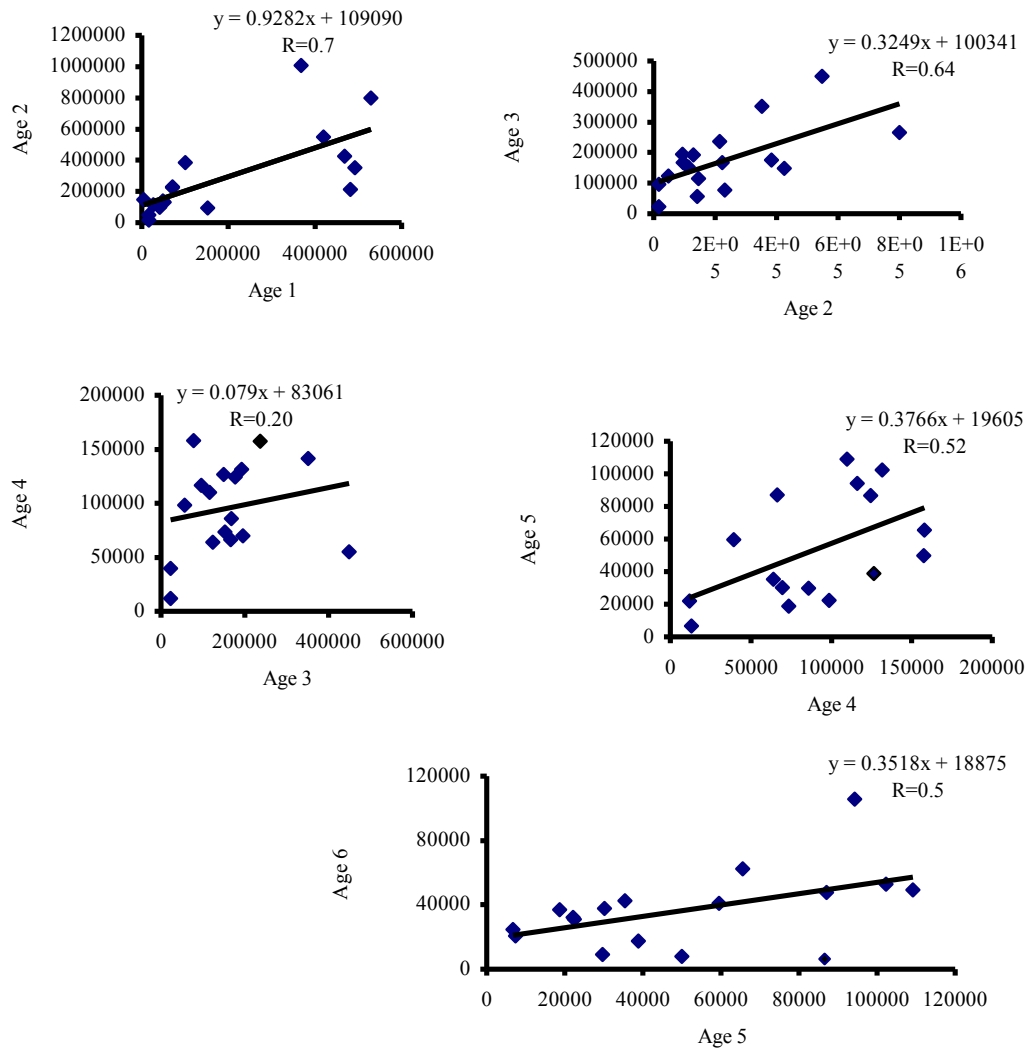 y = 0.9282x + 109090
R=0.7
1200000
1000000
800000
600000
400000
200000
0
Age 2
0 200000 400000 600000
Age 1
y = 0.3249x + 100341
R=0.64
500000
400000
300000
200000
100000
0
Age 3
0 2E+0 4E+0 6E+0 8E+0 1E+0
5 5 5 5 6
Age 2
y = 0.079x + 83061
R=0.20
200000
150000
100000
50000
0
Age 4
0 200000 400000 600000
Age 3
y = 0.3766x + 19605
R=0.52
120000
100000
80000
60000
40000
20000
0
Age 5
0 50000 100000 150000 200000
Age 4
y = 0.3518x + 18875
R=0.5
120000
80000
40000
0
Age 6
0 20000 40000 60000 80000 100000 120000
Age 5